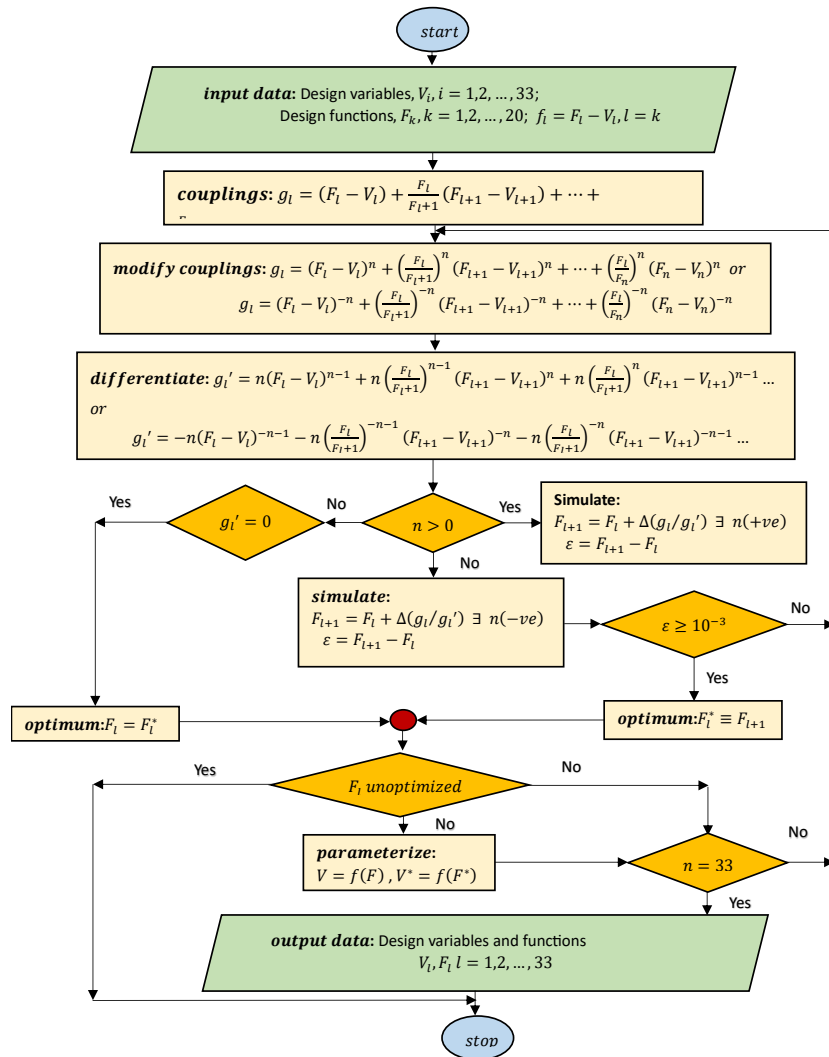 start
input data: Design variables, V_i, i = 1,2, … , 33;
Design functions, F_k, k = 1,2, … , 20; f_l = F_l − V_l, l = k
couplings: g_l = (F_l − V_l) + F_l/F_{l+1} (F_{l+1} − V_{l+1}) + ⋯ +
modify couplings: g_l = (F_l − V_l)^n + (F_l/F_{l+1})^n (F_{l+1} − V_{l+1})^n + ⋯ + (F_l/F_n)^n (F_n − V_n)^n or
g_l = (F_l − V_l)^{−n} + (F_l/F_{l+1})^{−n} (F_{l+1} − V_{l+1})^{−n} + ⋯ + (F_l/F_n)^{−n} (F_n − V_n)^{−n}
differentiate: g_l′ = n(F_l − V_l)^{n−1} + n (F_l/F_{l+1})^{n−1} (F_{l+1} − V_{l+1})^n + n (F_l/F_{l+1})^n (F_{l+1} − V_{l+1})^{n−1} …
or
g_l′ = −n(F_l − V_l)^{−n−1} − n (F_l/F_{l+1})^{−n−1} (F_{l+1} − V_{l+1})^{−n} − n (F_l/F_{l+1})^{−n} (F_{l+1} − V_{l+1})^{−n−1} …
Yes
g_l′ = 0
No
n > 0
Yes
Simulate:
F_{l+1} = F_l + Δ(g_l/g_l′) ∃ n(+ve)
ε = F_{l+1} − F_l
No
simulate:
F_{l+1} = F_l + Δ(g_l/g_l′) ∃ n(−ve)
ε = F_{l+1} − F_l
ε ≥ 10^{−3}
No
Yes
optimum:F_l = F_l^*
optimum:F_l^* ≡ F_{l+1}
Yes
F_l unoptimized
No
No
parameterize:
V = f(F) , V^* = f(F^*)
n = 33
No
Yes
output data: Design variables and functions
V_l, F_l l = 1,2, … , 33
stop